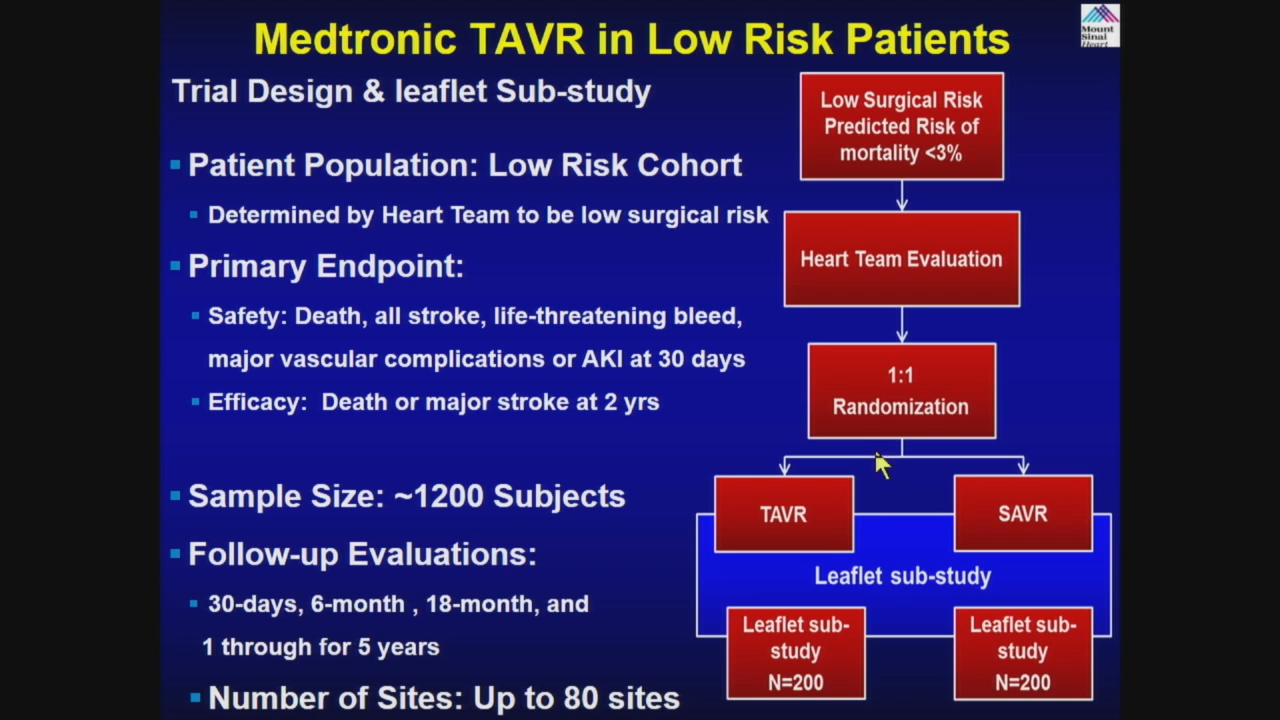 Medtronic TAVR in Low Risk Patients
Mount
Sinai
Heart
Trial Design & leaflet Sub-study
Patient Population: Low Risk Cohort
Determined by Heart Team to be low surgical risk
Primary Endpoint:
Safety: Death, all stroke, life-threatening bleed,
major vascular complications or AKI at 30 days
Efficacy: Death or major stroke at 2 yrs
Sample Size: ~1200 Subjects
Follow-up Evaluations:
30-days, 6-month , 18-month, and
1 through for 5 years
Number of Sites: Up to 80 sites
Low Surgical Risk
Predicted Risk of
mortality <3%
Heart Team Evaluation
1:1
Randomization
TAVR
SAVR
Leaflet sub-study
Leaflet sub-
study
N=200
Leaflet sub-
study
N=200